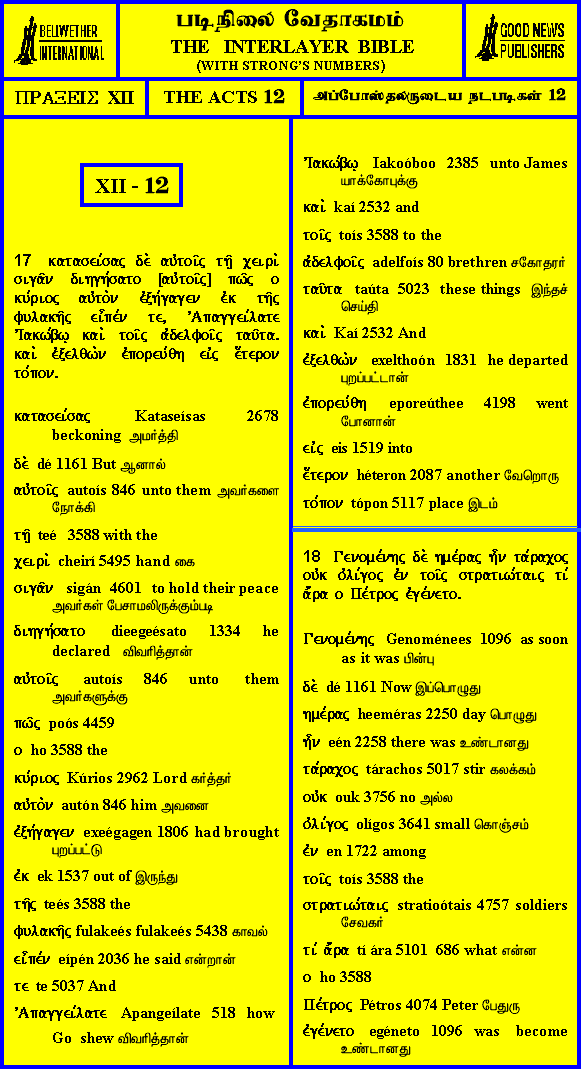 BELLWETHER
INTERNATIONAL
படிநிலை வேதாகமம்
THE INTERLAYER BIBLE
(WITH STRONG'S NUMBERS)
GOOD NEWS
PUBLISHERS
ΠΡΑΞΕΙΣ XII
THE ACTS 12
அப்போஸ்தலருடைய நடபடிகள் 12
XII - 12
17 κατασείσας δὲ αὐτοῖς τῇ χειρὶ
σιγᾶν διηγήσατο [αὐτοῖς] πῶς ο
κύριος αὐτὸν ἐξήγαγεν ἐκ τῆς
φυλακῆς εἶπέν τε, Ἀπαγγείλατε
Ἰακώβῳ καὶ τοῖς ἀδελφοῖς ταῦτα.
καὶ ἐξελθὼν ἐπορεύθη εἰς ἕτερον
τόπον.
κατασείσας Kataseísas 2678
beckoning அமர்த்தி
δὲ dé 1161 But ஆனால்
αὐτοῖς autoís 846 unto them அவர்களை
நோக்கி
τῇ teé 3588 with the
χειρὶ cheirí 5495 hand கை
σιγᾶν sigán 4601 to hold their peace
அவர்கள் பேசாமலிருக்கும்படி
διηγήσατο dieegeésato 1334 he
declared விவரித்தான்
αὐτοῖς autoís 846 unto them
அவர்களுக்கு
πῶς poós 4459
ο ho 3588 the
κύριος Kúrios 2962 Lord கர்த்தர்
αὐτὸν autón 846 him அவனை
ἐξήγαγεν exeégagen 1806 had brought
புறப்பட்டு
ἐκ ek 1537 out of இருந்து
τῆς teés 3588 the
φυλακῆς fulakeés fulakeés 5438 காவல்
εἶπέν eípén 2036 he said என்றான்
τε te 5037 And
Ἀπαγγείλατε Apangeílate 518 how
Go shew விவரித்தான்
Ἰακώβῳ Iakoóboo 2385 unto James
யாக்கோபுக்கு
καὶ kaí 2532 and
τοῖς toís 3588 to the
ἀδελφοῖς adelfoís 80 brethren சகோதரர்
ταῦτα taúta 5023 these things இந்தச்
செய்தி
καὶ Kaí 2532 And
ἐξελθὼν exelthoón 1831 he departed
புறப்பட்டான்
ἐπορεύθη eporeúthee 4198 went
போனான்
εἰς eis 1519 into
ἕτερον héteron 2087 another வேறொரு
τόπον tópon 5117 place இடம்
18 Γενομένης δὲ ημέρας ἦν τάραχος
οὐκ ὀλίγος ἐν τοῖς στρατιώταις τί
ἄρα ο Πέτρος ἐγένετο.
Γενομένης Genoménees 1096 as soon
as it was பின்பு
δὲ dé 1161 Now இப்பொழுது
ημέρας heeméras 2250 day பொழுது
ἦν eén 2258 there was உண்டானது
τάραχος tárachos 5017 stir கலக்கம்
οὐκ ouk 3756 no அல்ல
ὀλίγος olígos 3641 small கொஞ்சம்
ἐν en 1722 among
τοῖς toís 3588 the
στρατιώταις stratioótais 4757 soldiers
சேவகர்
τί ἄρα tí ára 5101 686 what என்ன
ο ho 3588
Πέτρος Pétros 4074 Peter பேதுரு
ἐγένετο egéneto 1096 was become
உண்டானது